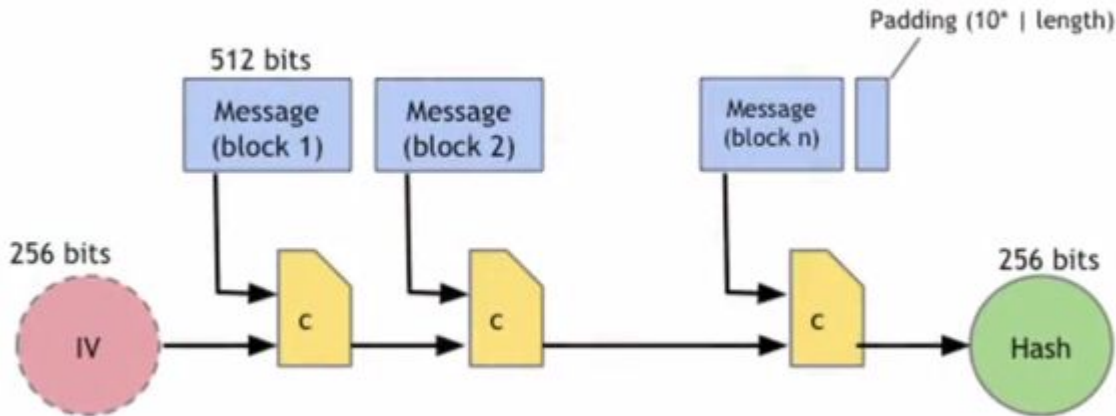 Padding (10* | length)
512 bits
Message
(block 1)
Message
(block 2)
Message
(block n)
256 bits
256 bits
IV
C
C
C
Hash